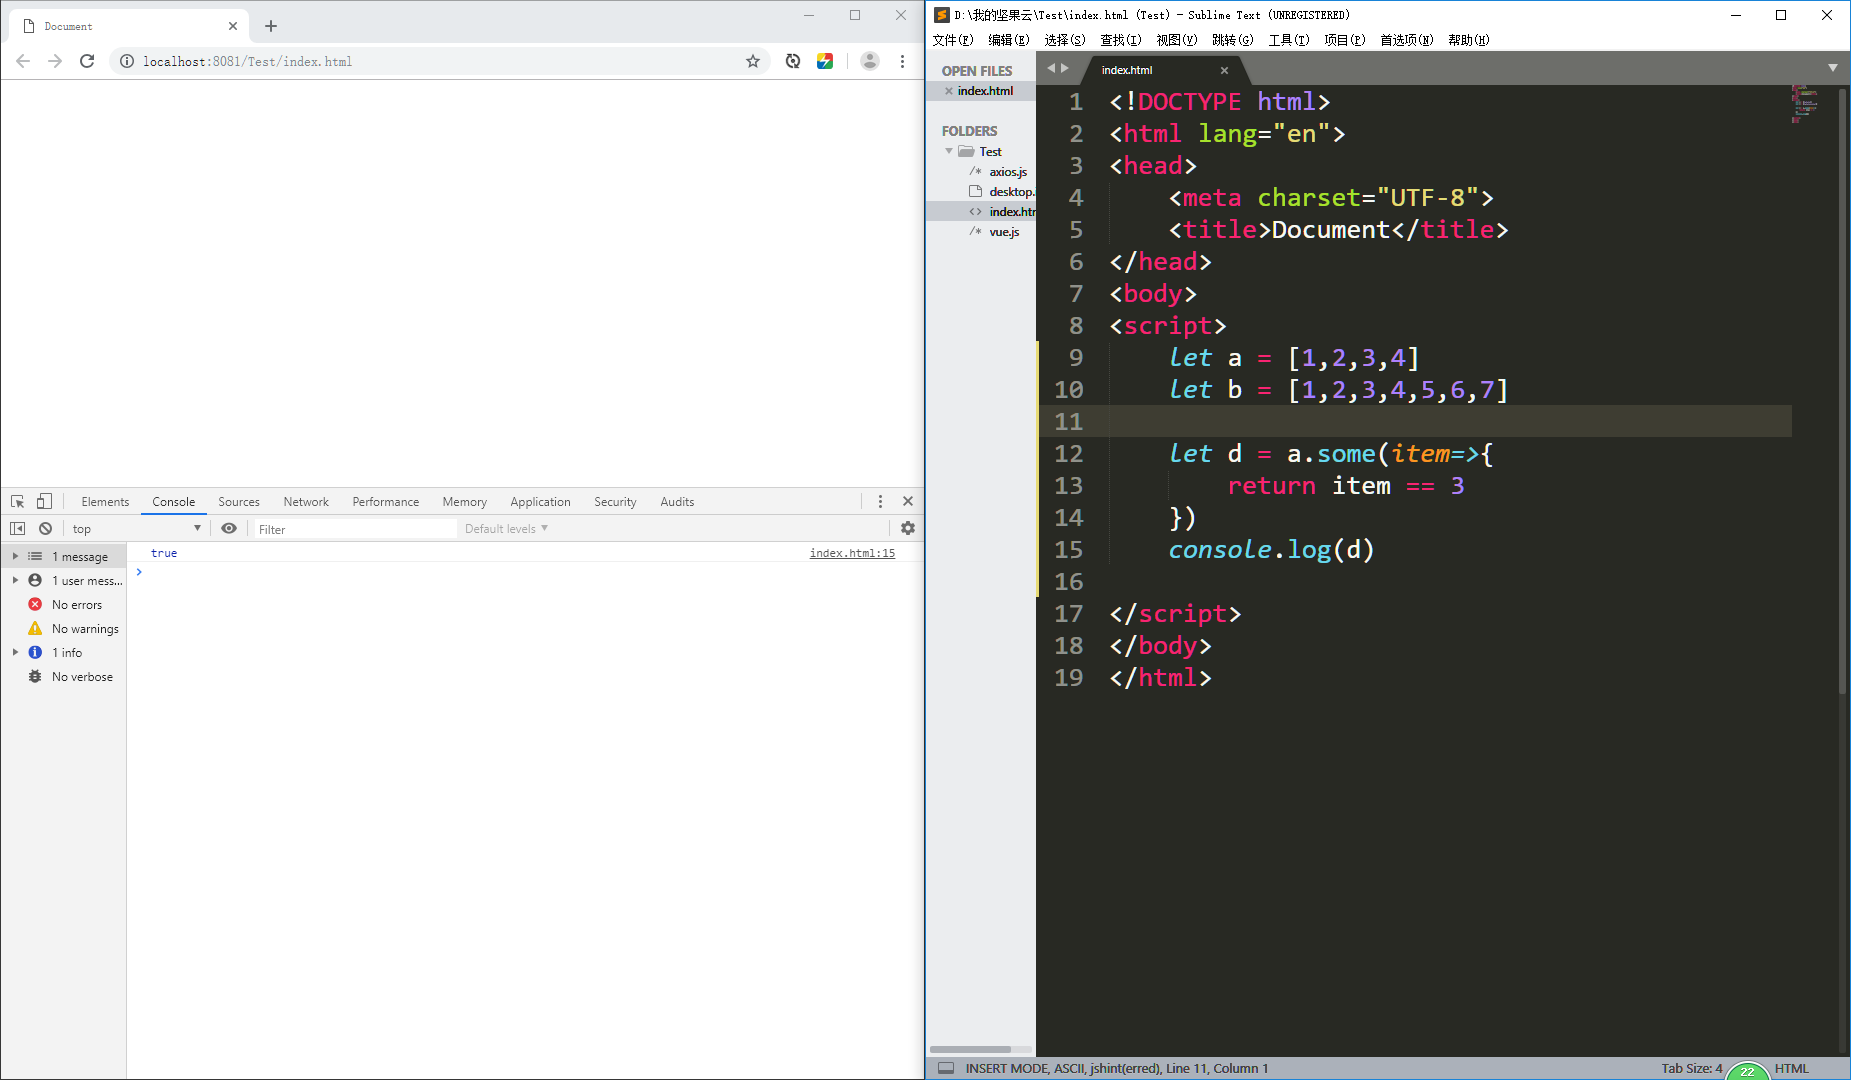 Document
localhost:8081/Test/index.html
Elements Console Sources Network Performance Memory Application Security Audits
top Filter Default levels
1 message
1 user mess...
No errors
No warnings
1 info
No verbose
true index.html:15
D:\我的坚果云\Test\index.html (Test) - Sublime Text (UNREGISTERED)
文件(F) 编辑(E) 选择(S) 查找(I) 视图(V) 跳转(G) 工具(T) 项目(P) 首选项(N) 帮助(H)
OPEN FILES
index.html
FOLDERS
Test
/* axios.js
desktop.
<> index.htm
/* vue.js
index.html
1 <!DOCTYPE html>
2 <html lang="en">
3 <head>
4 <meta charset="UTF-8">
5 <title>Document</title>
6 </head>
7 <body>
8 <script>
9 let a = [1,2,3,4]
10 let b = [1,2,3,4,5,6,7]
11
12 let d = a.some(item=>{
13 return item == 3
14 })
15 console.log(d)
16
17 </script>
18 </body>
19 </html>
INSERT MODE, ASCII, jshint(erred), Line 11, Column 1
Tab Size: 4
22
HTML